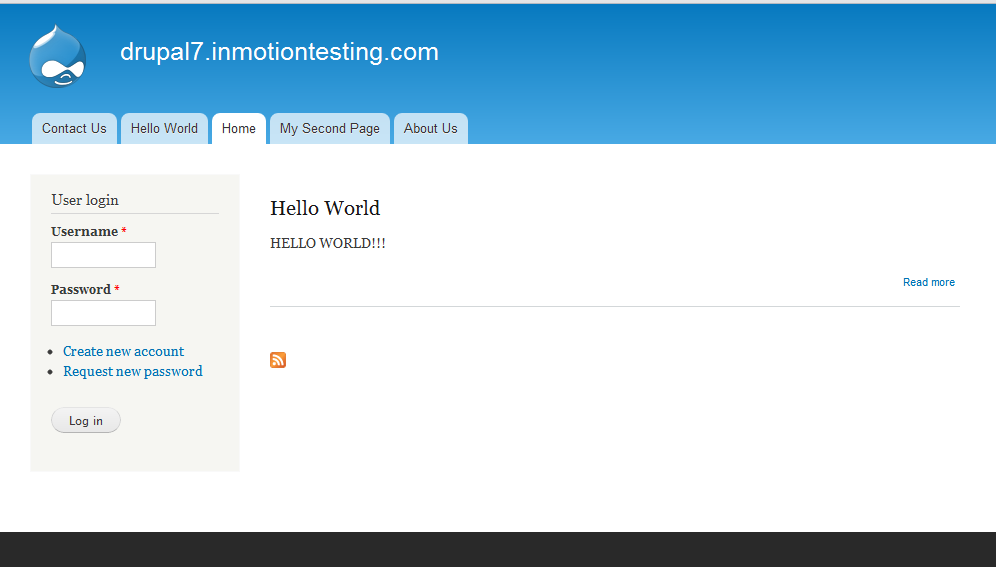 drupal7.inmotiontesting.com
Contact Us Hello World Home My Second Page About Us
User login
Username *
Password *
Create new account
Request new password
Log in
Hello World
HELLO WORLD!!!
Read more